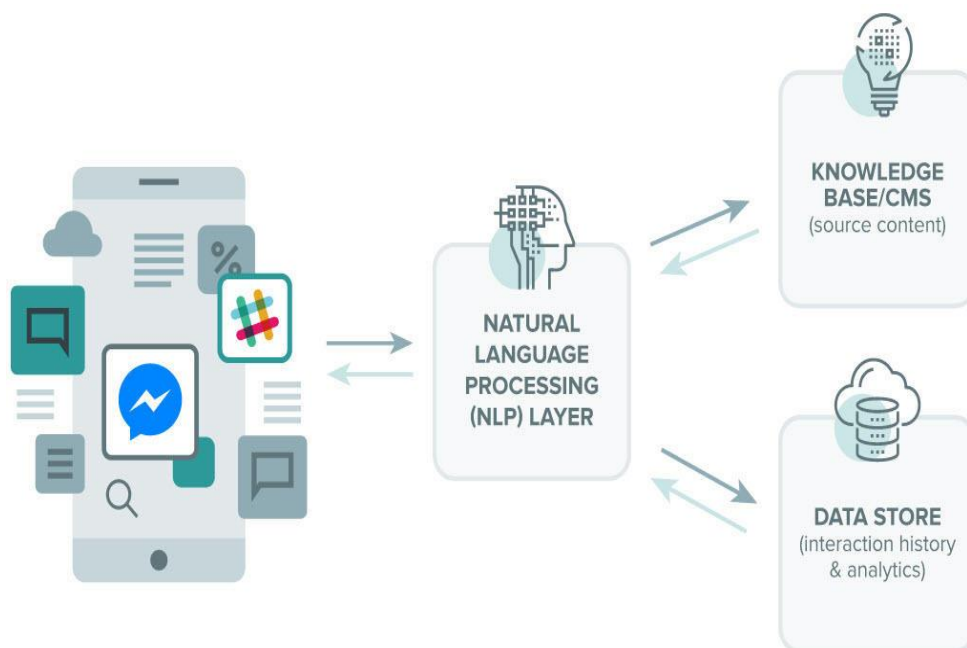 %
NATURAL
LANGUAGE
PROCESSING
(NLP) LAYER
KNOWLEDGE
BASE/CMS
(source content)
DATA STORE
(interaction history
& analytics)